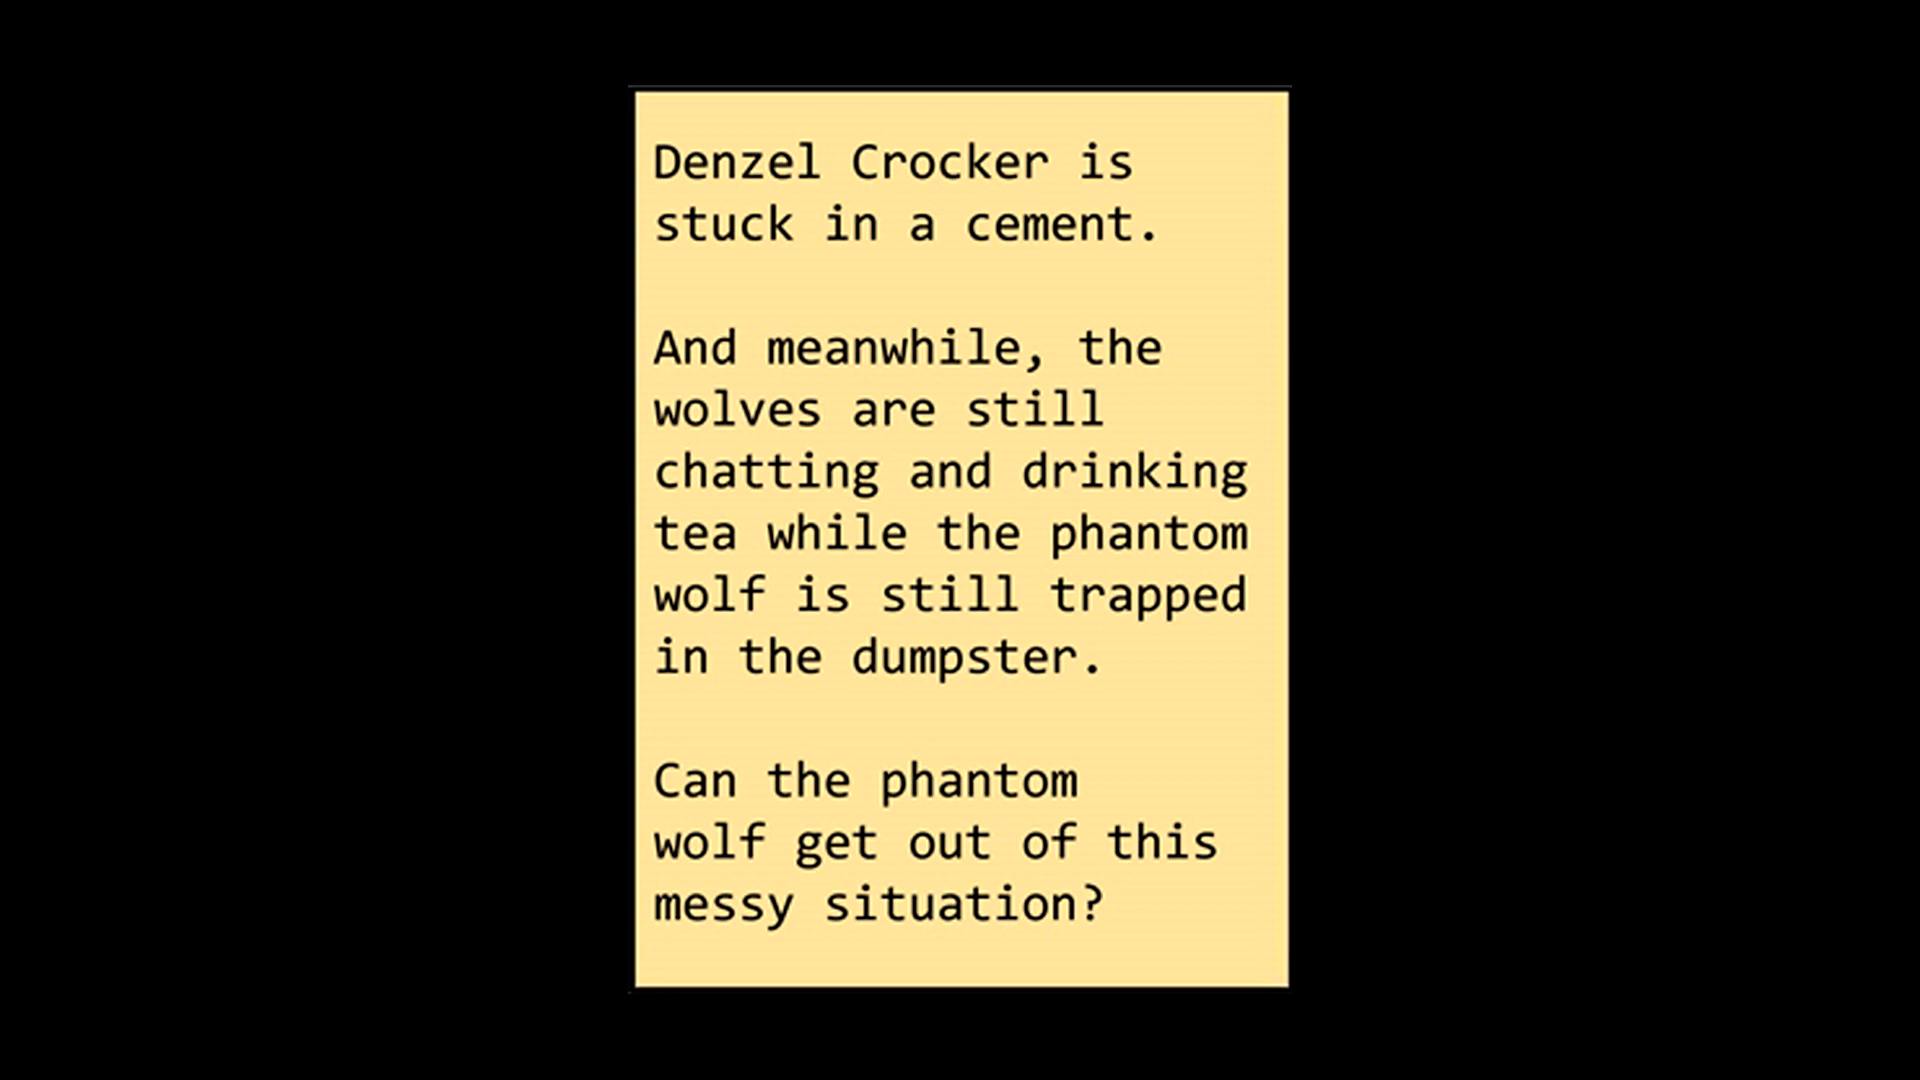 Denzel Crocker is
stuck in a cement.
And meanwhile, the
wolves are still
chatting and drinking
tea while the phantom
wolf is still trapped
in the dumpster.
Can the phantom
wolf get out of this
messy situation?